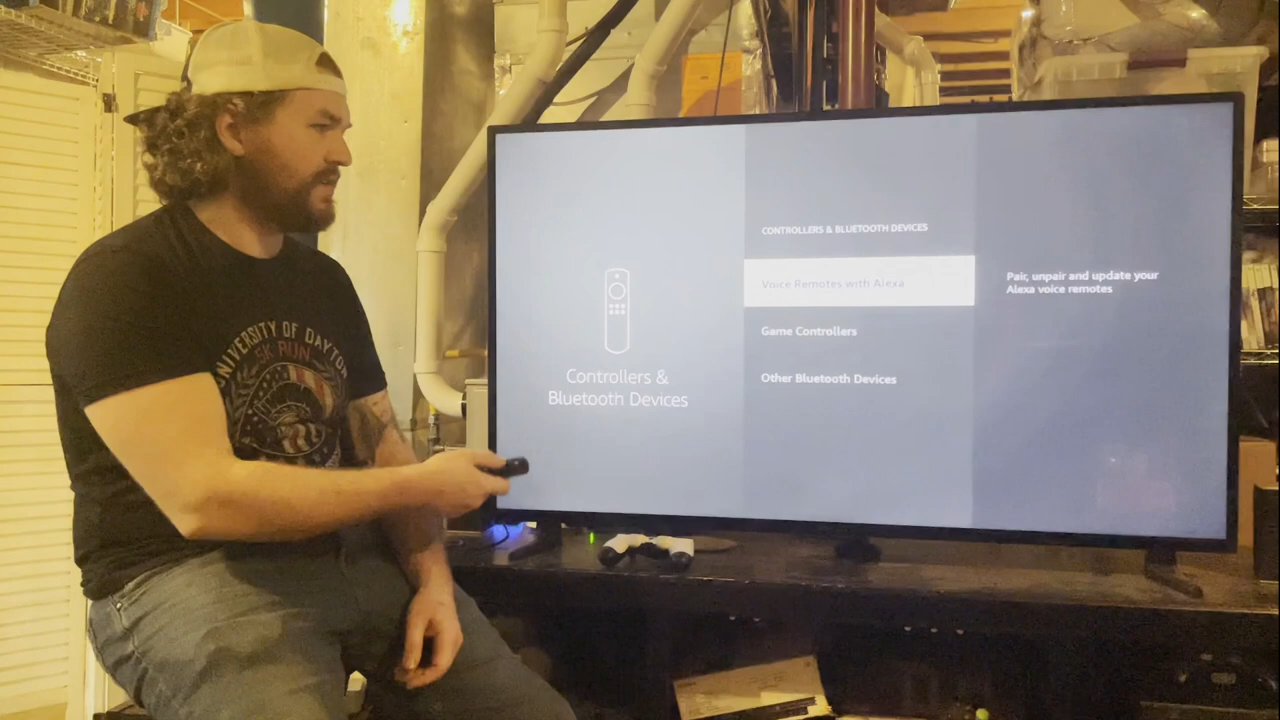 UNIVERSITY OF DAYTON
5K RUN
Controllers &
Bluetooth Devices
CONTROLLERS & BLUETOOTH DEVICES
Voice Remotes with Alexa
Game Controllers
Other Bluetooth Devices
Pair, unpair and update your
Alexa voice remotes